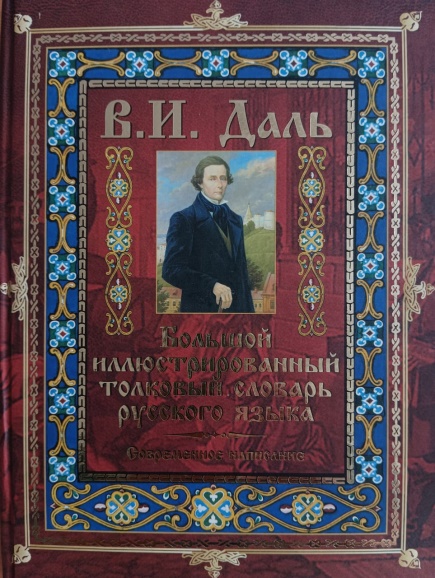 В.И. Даль
Большой
иллюстрированный
толковый словарь
русского языка
Современное написание